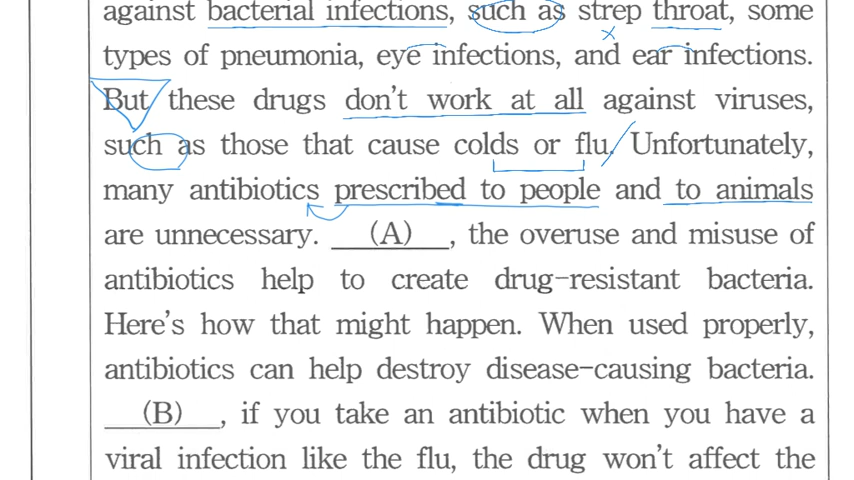 against bacterial infections, such as strep throat, some
types of pneumonia, eye infections, and ear infections.
But these drugs don't work at all against viruses,
such as those that cause colds or flu. Unfortunately,
many antibiotics prescribed to people and to animals
are unnecessary. (A) , the overuse and misuse of
antibiotics help to create drug-resistant bacteria.
Here's how that might happen. When used properly,
antibiotics can help destroy disease-causing bacteria.
(B) , if you take an antibiotic when you have a
viral infection like the flu, the drug won't affect the